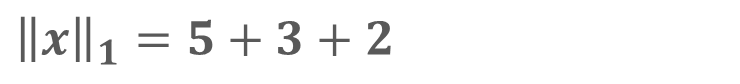 ‖x‖₁ = 5 + 3 + 2